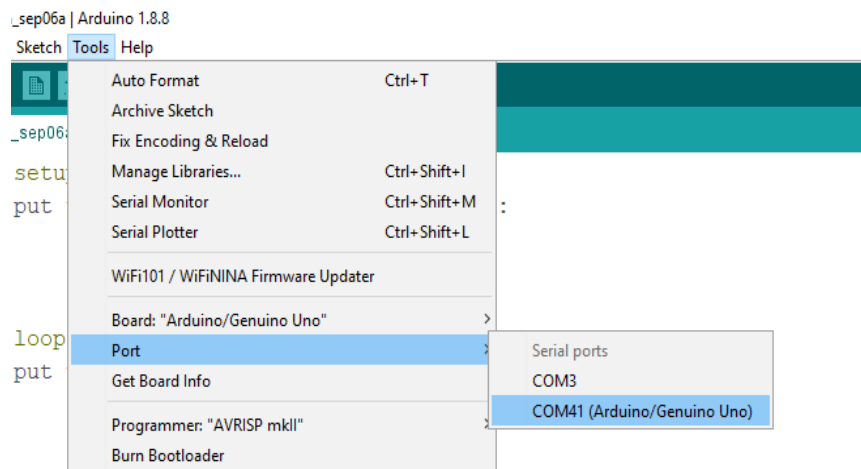 _sep06a | Arduino 1.8.8
Sketch Tools Help
_sep06a
Auto Format Ctrl+T
Archive Sketch
Fix Encoding & Reload
Manage Libraries... Ctrl+Shift+I
Serial Monitor Ctrl+Shift+M
Serial Plotter Ctrl+Shift+L
WiFi101 / WiFiNINA Firmware Updater
Board: "Arduino/Genuino Uno"
Port
Get Board Info
Programmer: "AVRISP mkII"
Burn Bootloader
setu
put :
loop
put
Serial ports
COM3
COM41 (Arduino/Genuino Uno)